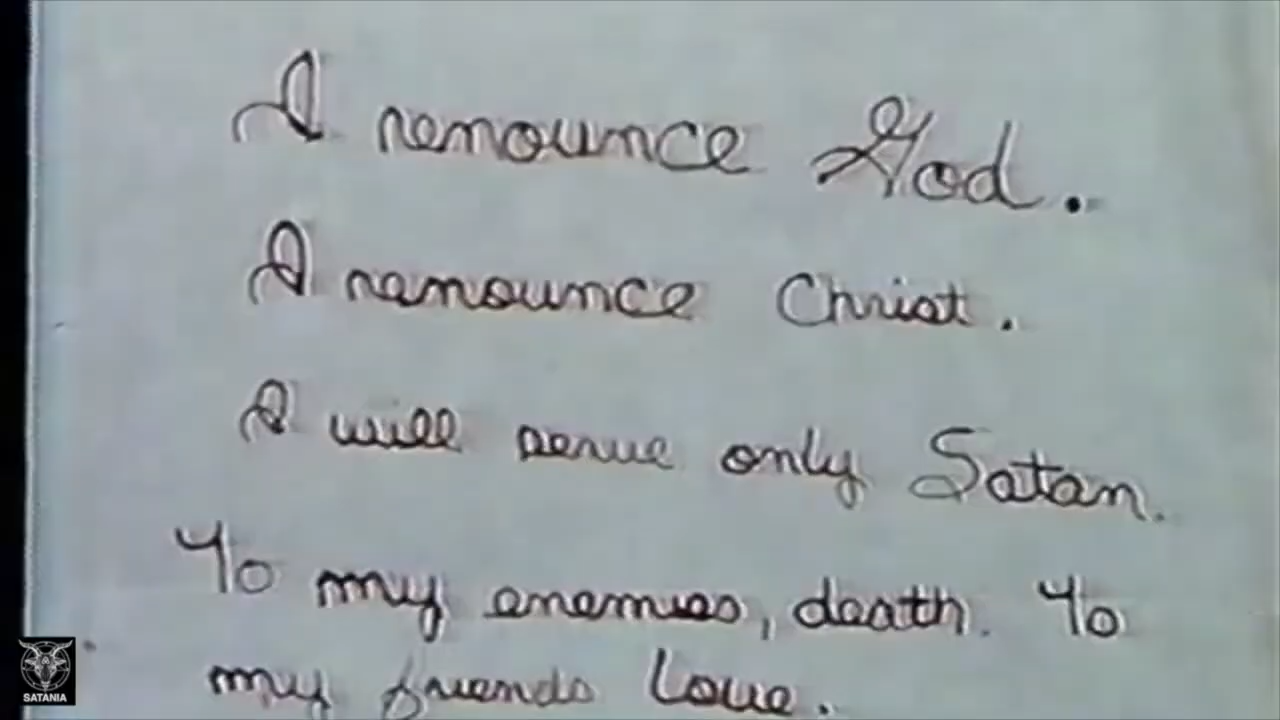 I renounce God.
I renounce Christ.
I will serve only Satan.
To my enemies, death. To
my friends love.
SATANIA